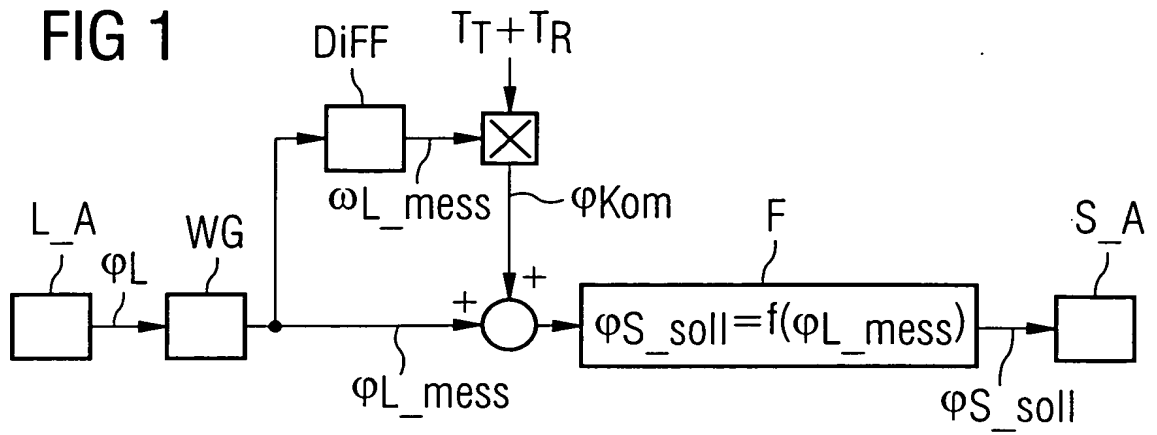 FIG 1
DiFF
TT+TR
ωL_mess
φKom
L_A
φL
WG
F
S_A
+
+
φS_soll=f(φL_mess)
φL_mess
φS_soll